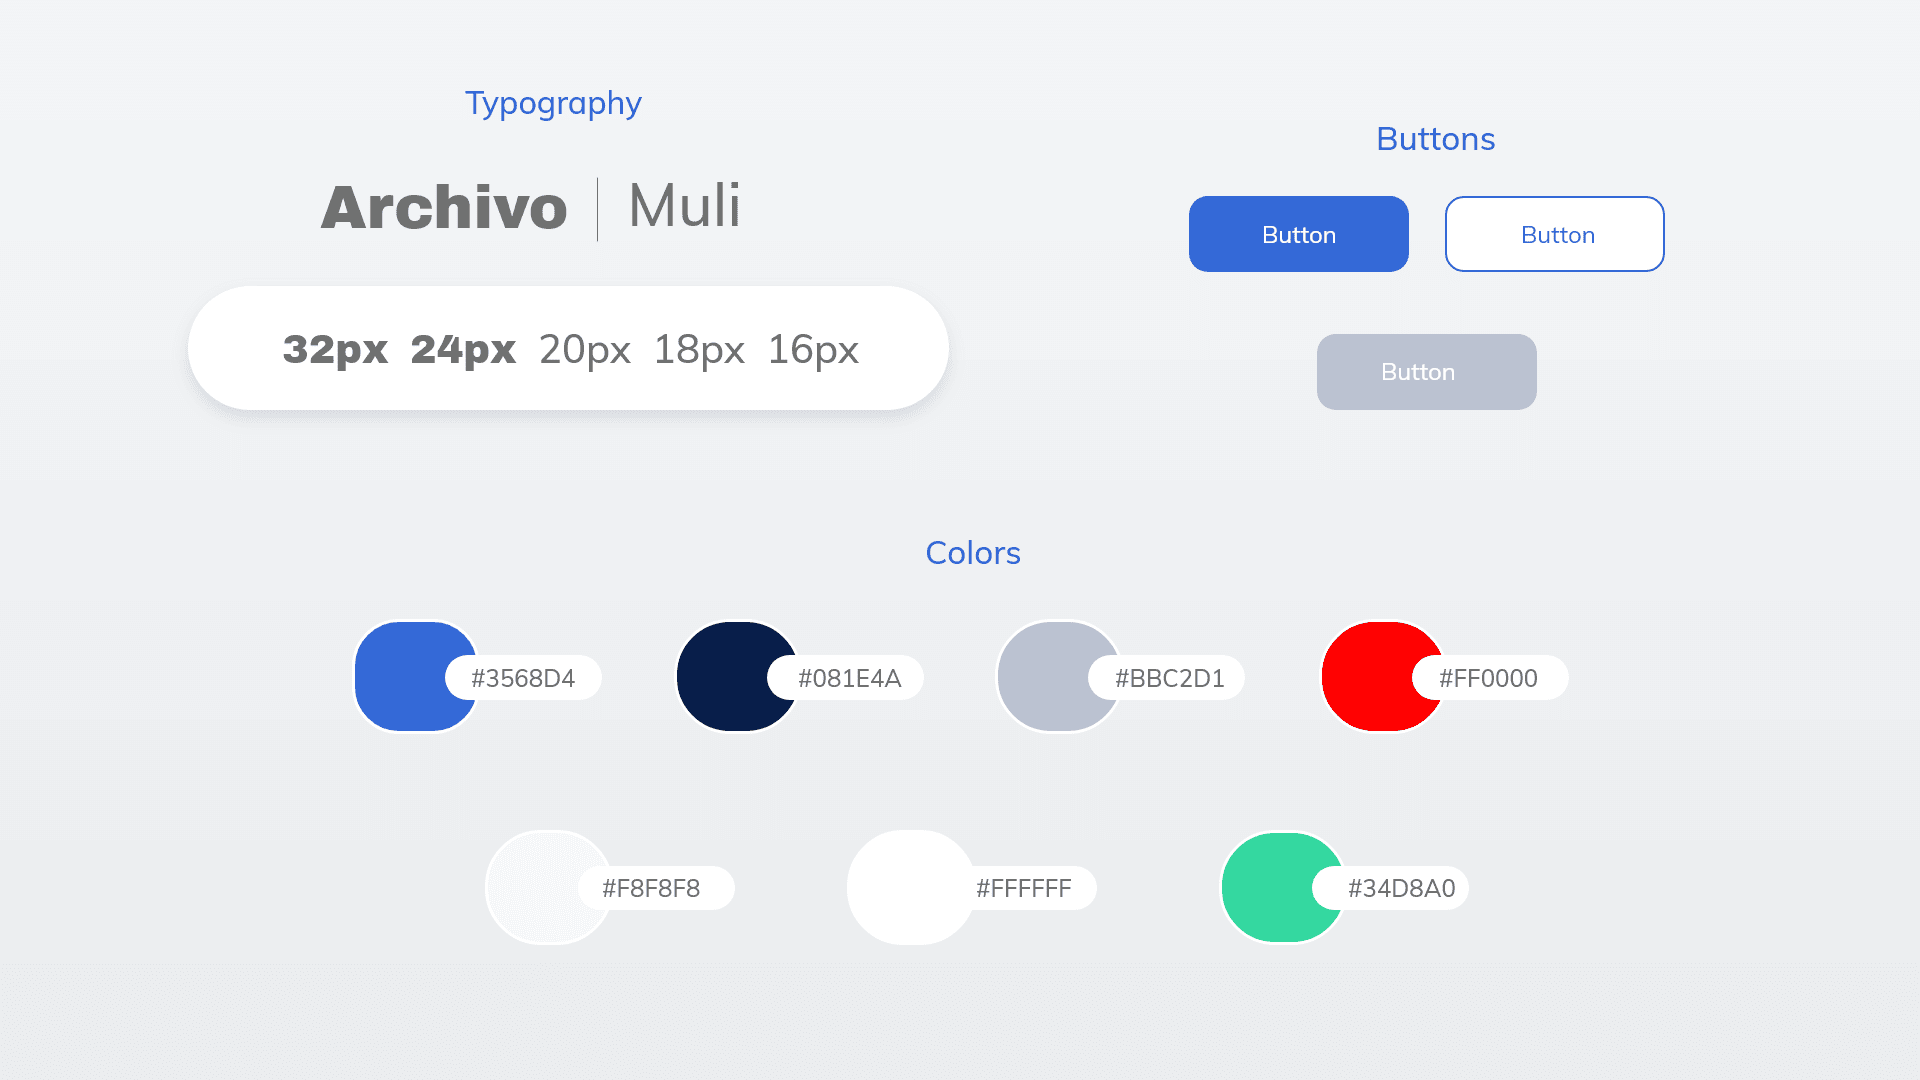 Typography
Archivo | Muli
32px 24px 20px 18px 16px
Buttons
Button Button
Button
Colors
#3568D4 #081E4A #BBC2D1 #FF0000
#F8F8F8 #FFFFFF #34D8A0